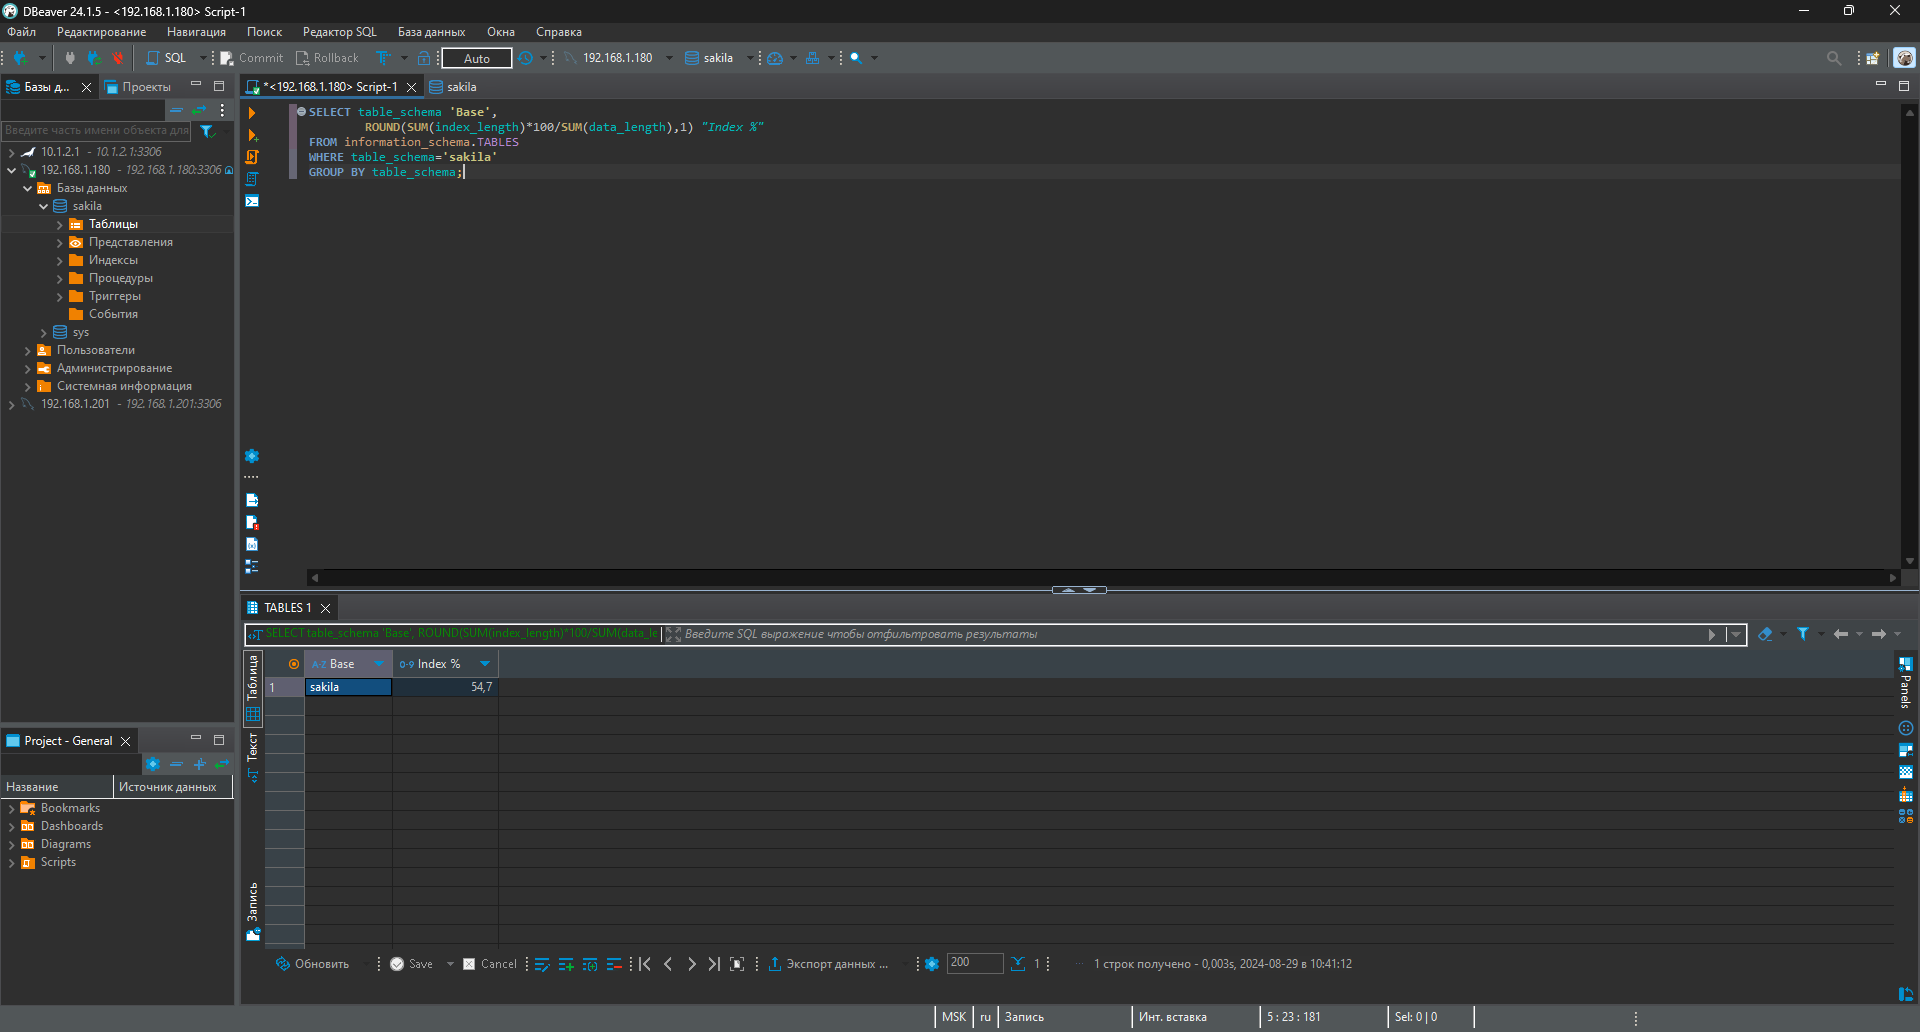 DBeaver 24.1.5 - <192.168.1.180> Script-1
Файл Редактирование Навигация Поиск Редактор SQL База данных Окна Справка
SQL Commit Rollback Auto 192.168.1.180 sakila
Базы д... Проекты
Введите часть имени объекта для
10.1.2.1 - 10.1.2.1:3306
192.168.1.180 - 192.168.1.180:3306
Базы данных
sakila
Таблицы
Представления
Индексы
Процедуры
Триггеры
События
sys
Пользователи
Администрирование
Системная информация
192.168.1.201 - 192.168.1.201:3306
Project - General
Название Источник данных
Bookmarks
Dashboards
Diagrams
Scripts
*<192.168.1.180> Script-1 sakila
SELECT table_schema 'Base',
ROUND(SUM(index_length)*100/SUM(data_length),1) "Index %"
FROM information_schema.TABLES
WHERE table_schema='sakila'
GROUP BY table_schema;
TABLES 1
SELECT table_schema 'Base', ROUND(SUM(index_length)*100/SUM(data_le Введите SQL выражение чтобы отфильтровать результаты
Таблица
Текст
Запись
A-Z Base 0-9 Index %
1 sakila 54,7
Panels
Обновить Save Cancel Экспорт данных ... 200 1 1 строк получено - 0,003s, 2024-08-29 в 10:41:12
MSK ru Запись Инт. вставка 5 : 23 : 181 Sel: 0 | 0